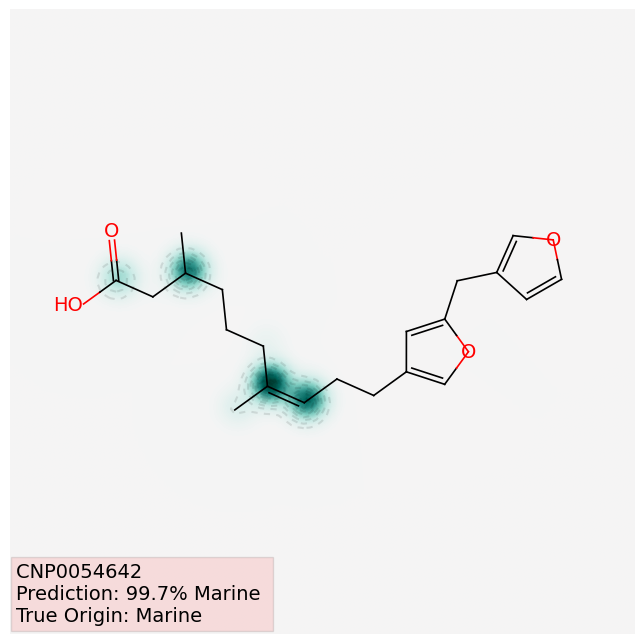 O
O
HO
O
CNP0054642
Prediction: 99.7% Marine
True Origin: Marine